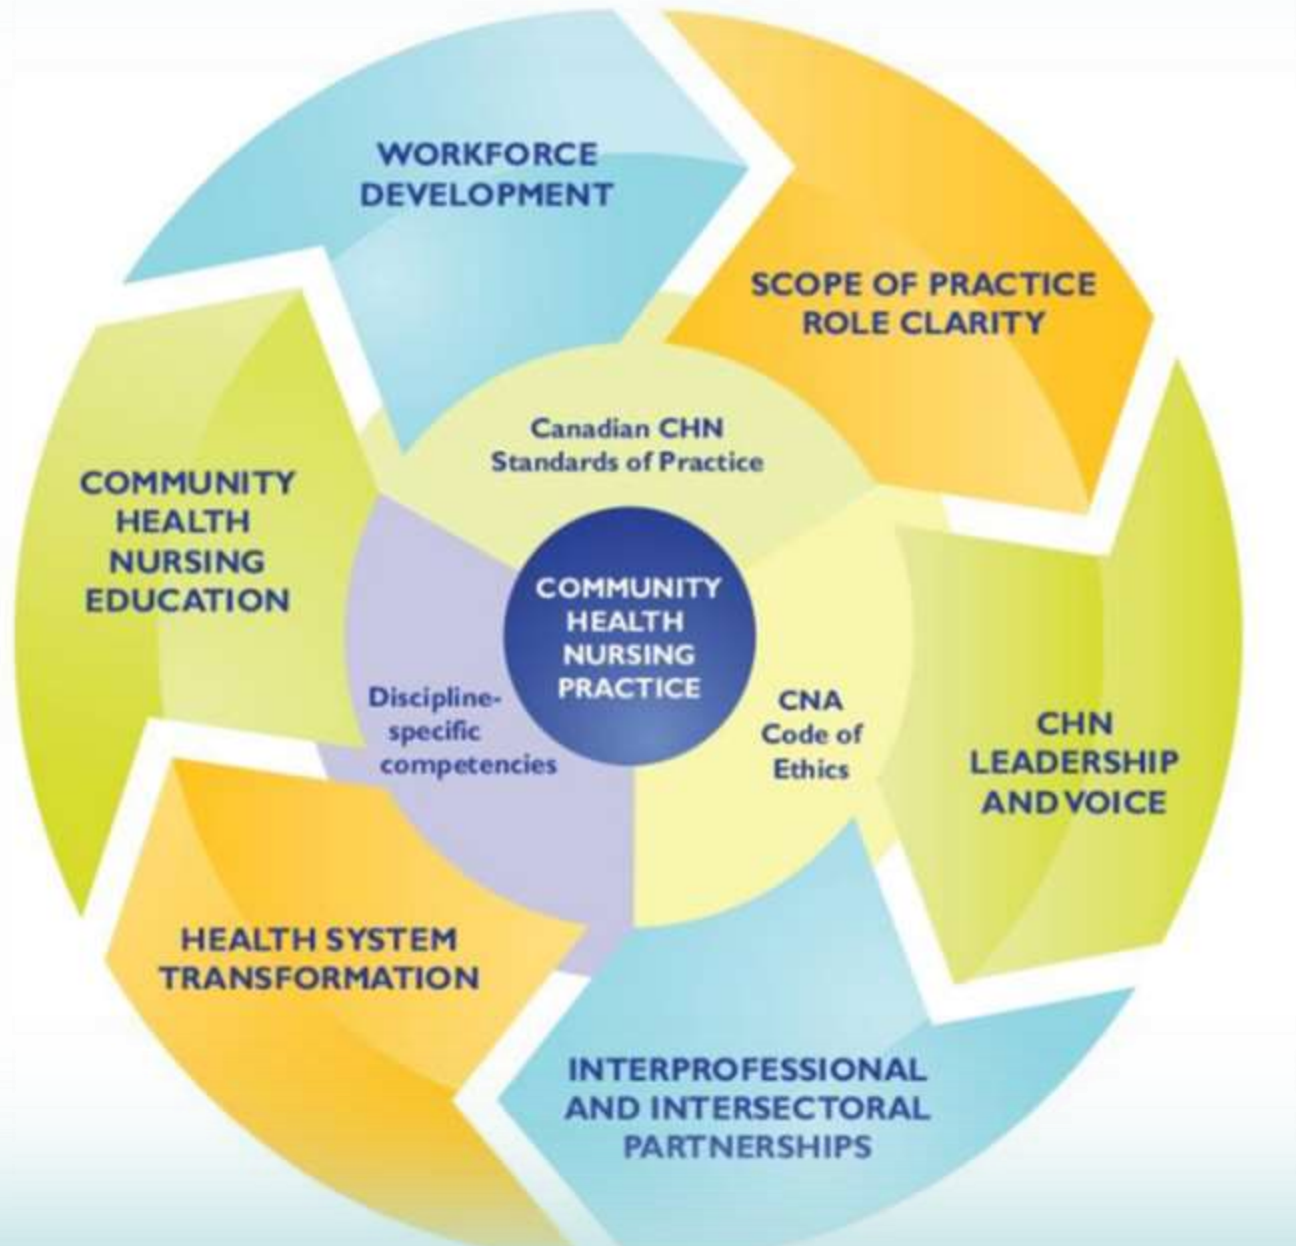 WORKFORCE
DEVELOPMENT
SCOPE OF PRACTICE
ROLE CLARITY
Canadian CHN
Standards of Practice
COMMUNITY
HEALTH
NURSING
EDUCATION
COMMUNITY
HEALTH
NURSING
PRACTICE
Discipline-
specific
competencies
CNA
Code of
Ethics
CHN
LEADERSHIP
AND VOICE
HEALTH SYSTEM
TRANSFORMATION
INTERPROFESSIONAL
AND INTERSECTORAL
PARTNERSHIPS